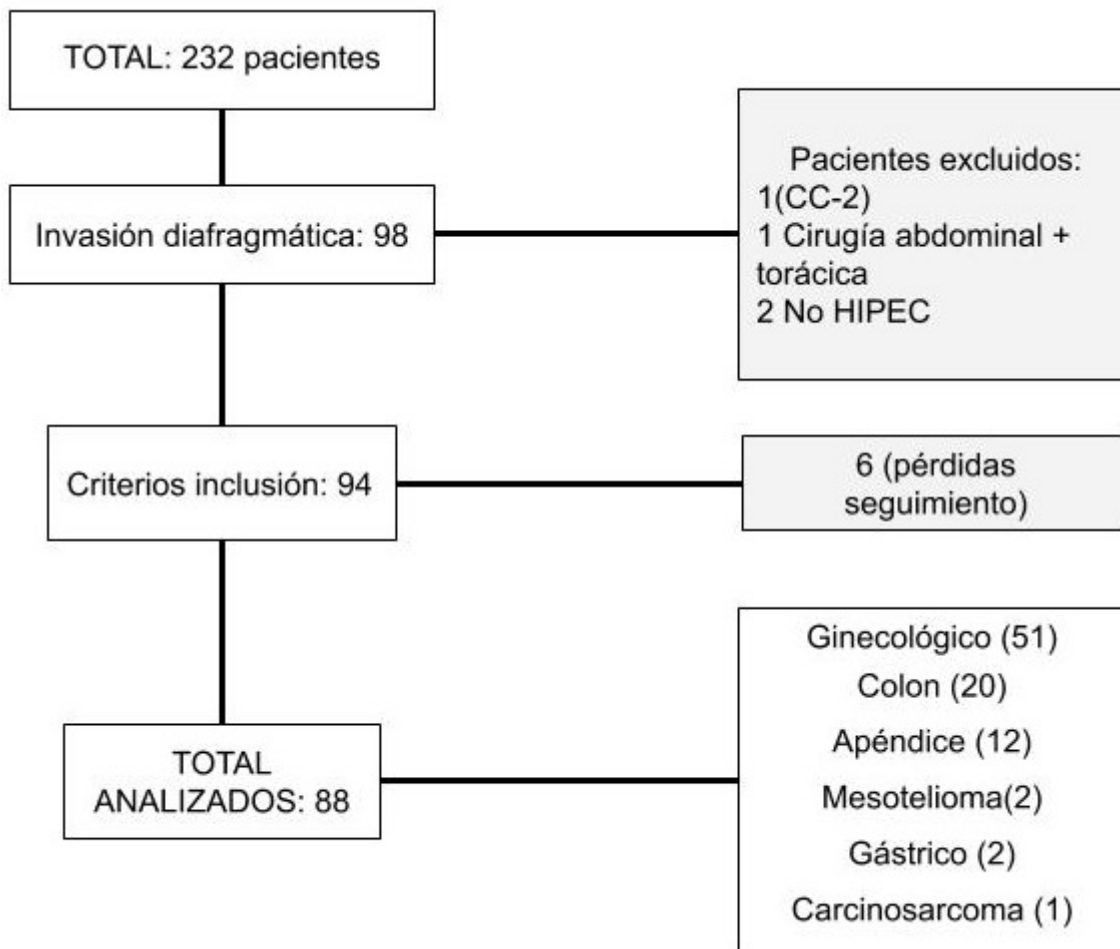 TOTAL: 232 pacientes
Pacientes excluidos:
1(CC-2)
1 Cirugía abdominal +
torácica
2 No HIPEC
Invasión diafragmática: 98
Criterios inclusión: 94
6 (pérdidas
seguimiento)
Ginecológico (51)
Colon (20)
Apéndice (12)
Mesotelioma(2)
Gástrico (2)
Carcinosarcoma (1)
TOTAL
ANALIZADOS: 88